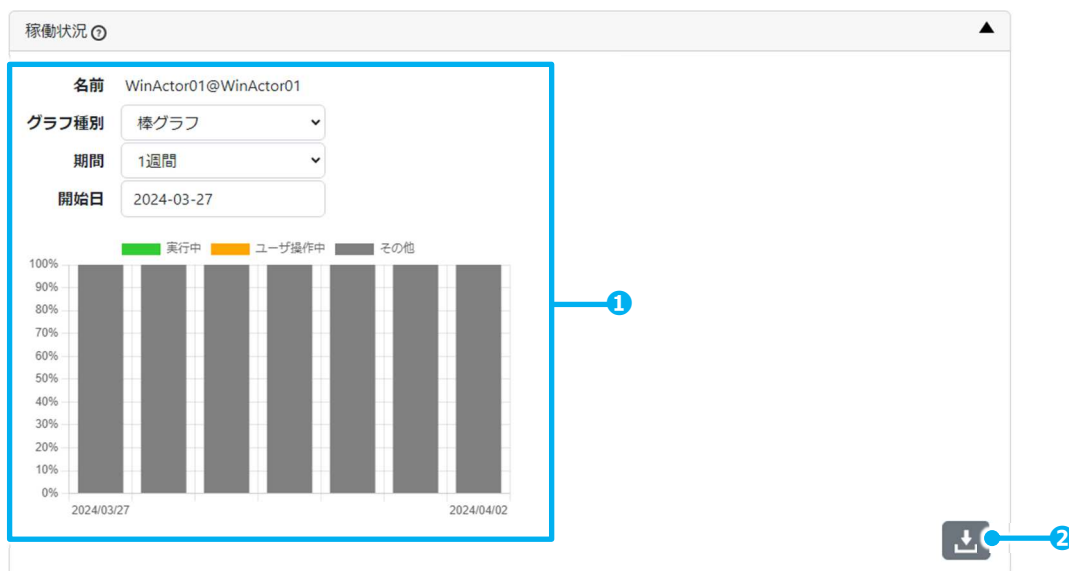 稼働状況 ?
名前 WinActor01@WinActor01
グラフ種別 棒グラフ
期間 1週間
開始日 2024-03-27
実行中 ユーザ操作中 その他
100%
90%
80%
70%
60%
50%
40%
30%
20%
10%
0%
2024/03/27 2024/04/02
1
2